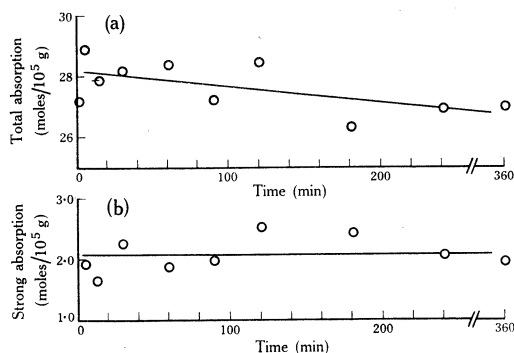 (a)
Total absorption
(moles/10⁵ g)
30
28
26
100
200
360
Time (min)
(b)
Strong absorption
(moles/10⁵ g)
3·0
2·0
1·0
0
100
200
360
Time (min)